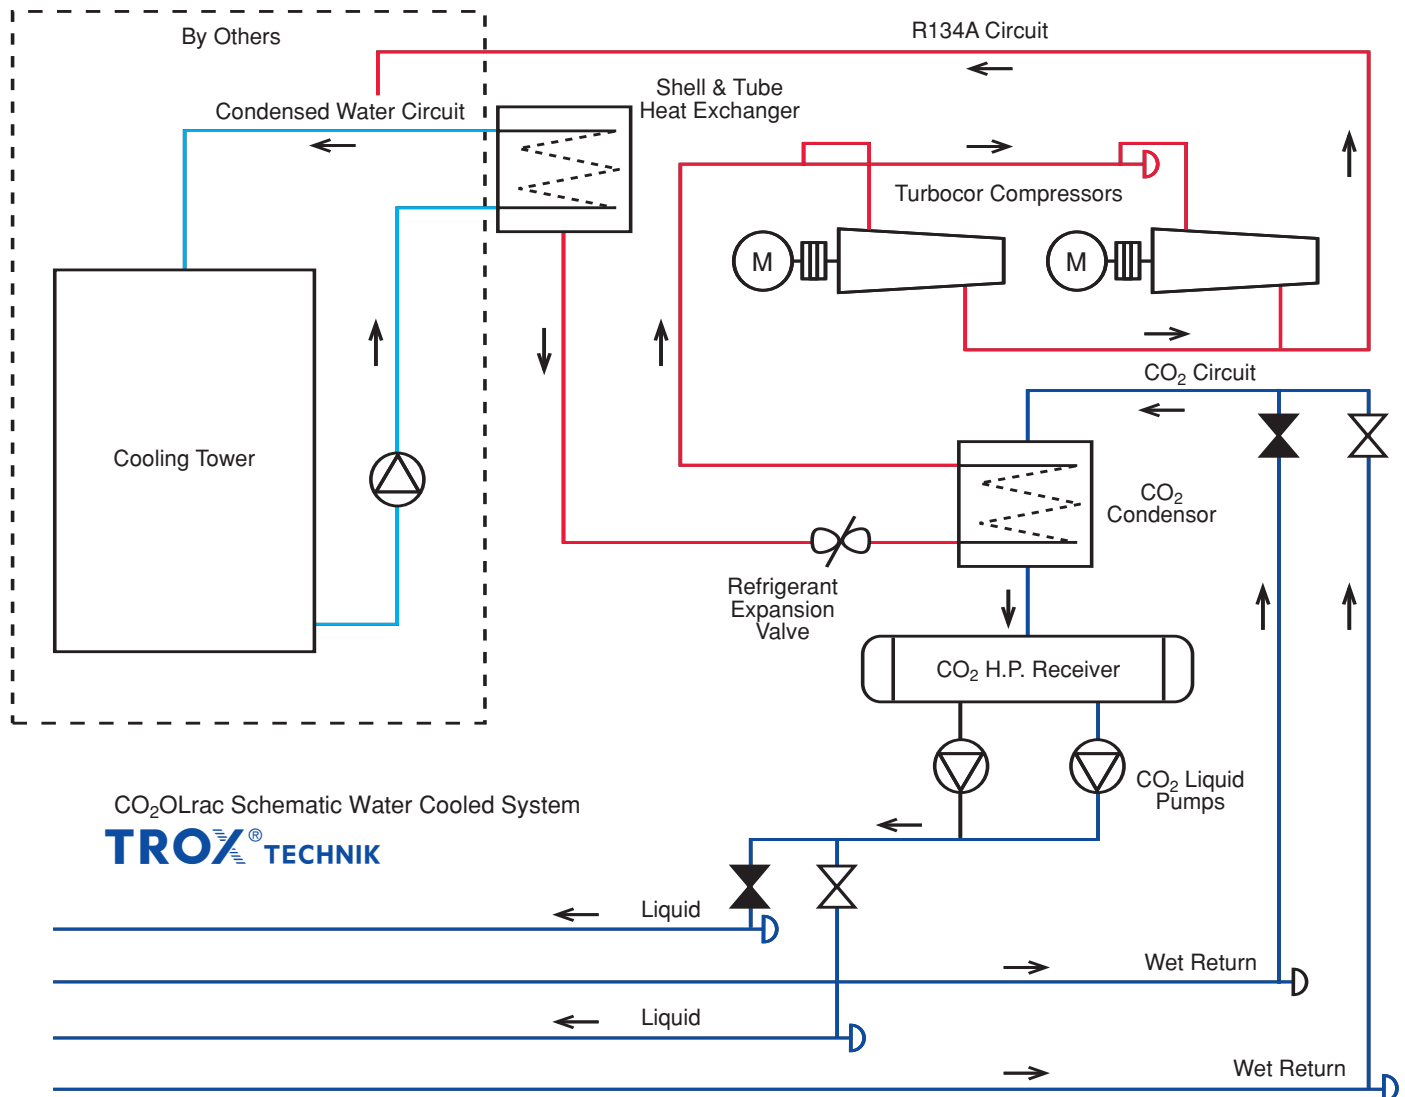 By Others
R134A Circuit
Shell & Tube
Heat Exchanger
Condensed Water Circuit
Turbocor Compressors
M
M
CO₂ Circuit
Cooling Tower
CO₂
Condensor
Refrigerant
Expansion
Valve
CO₂ H.P. Receiver
CO₂ Liquid
Pumps
CO₂OLrac Schematic Water Cooled System
TROX® TECHNIK
Liquid
Wet Return
Liquid
Wet Return